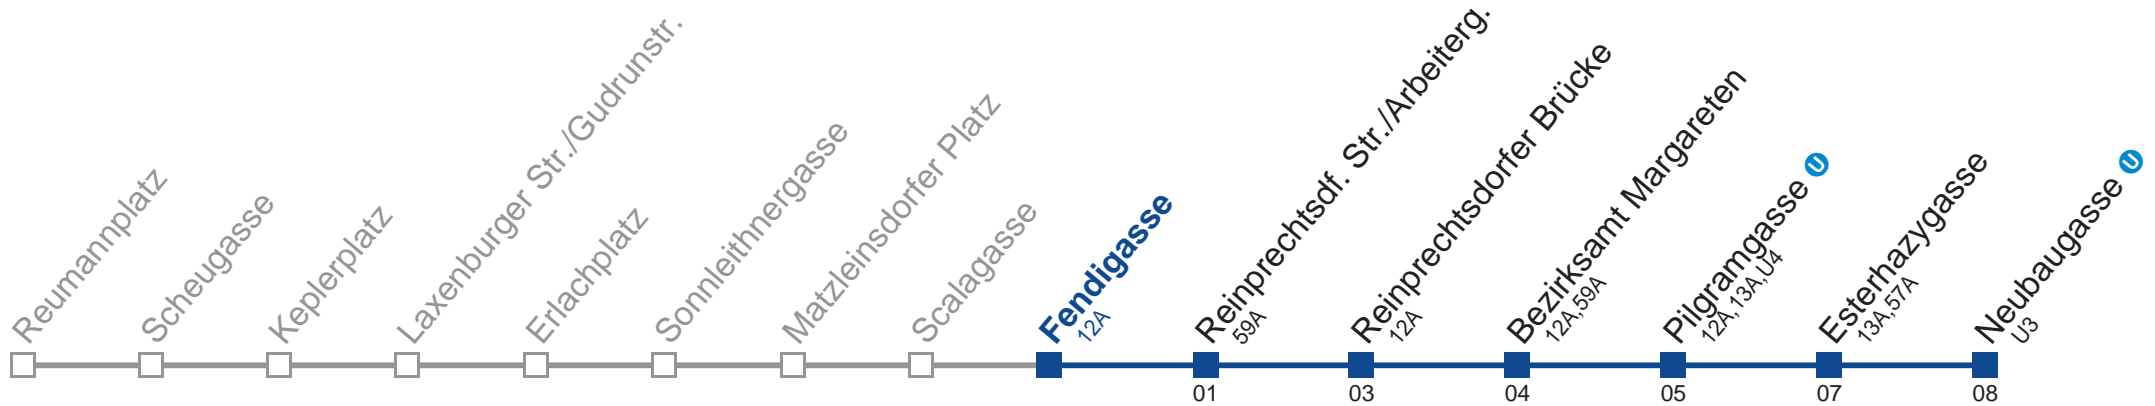 Reumannplatz
Scheugasse
Keplerplatz
Laxenburger Str./Gudrunstr.
Erlachplatz
Sonnleithnergasse
Matzleinsdorfer Platz
Scalagasse
Fendigasse
12A
Reinprechtsdf. Str./Arbeiterg.
59A
Reinprechtsdorfer Brücke
12A
Bezirksamt Margareten
12A,59A
Pilgramgasse U
12A,13A,U4
Esterhazygasse
13A,57A
Neubaugasse U
U3
01
03
04
05
07
08